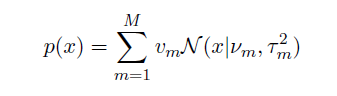 p(x) = \sum_{m=1}^{M} v_m \mathcal{N}(x|\nu_m, \tau_m^2)